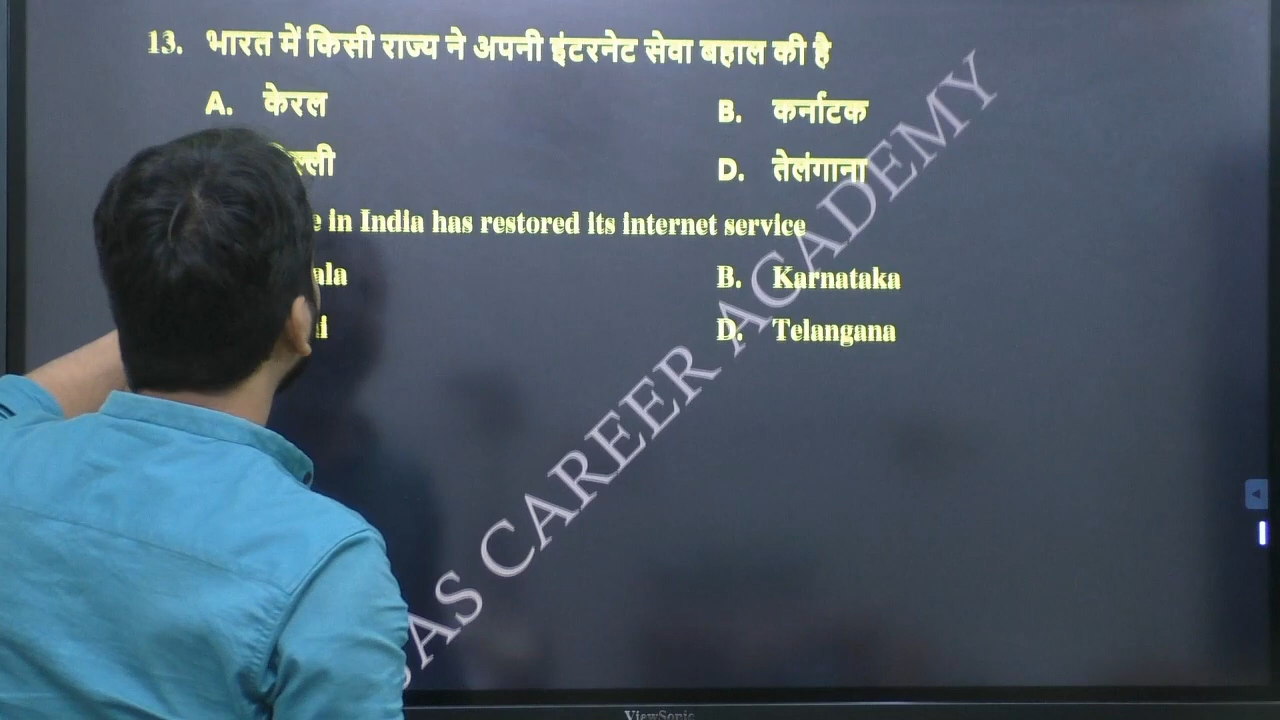 13. भारत में किसी राज्य ने अपनी इंटरनेट सेवा बहाल की है
A. केरल B. कर्नाटक
D. तेलंगाना
in India has restored its internet service
B. Karnataka
D. Telangana
CAREER ACADEMY
ViewSonic